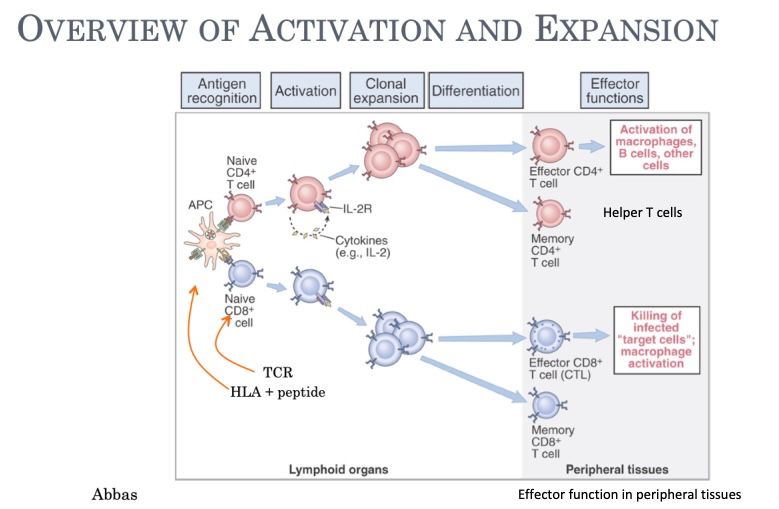 OVERVIEW OF ACTIVATION AND EXPANSION
Antigen
recognition
Activation
Clonal
expansion
Differentiation
Effector
functions
Naive
CD4+
T cell
APC
IL-2R
Cytokines
(e.g., IL-2)
Effector CD4+
T cell
Activation of
macrophages,
B cells, other
cells
Helper T cells
Memory
CD4+
T cell
Naive
CD8+
T cell
TCR
HLA + peptide
Effector CD8+
T cell (CTL)
Killing of
infected
"target cells";
macrophage
activation
Memory
CD8+
T cell
Lymphoid organs
Peripheral tissues
Abbas
Effector function in peripheral tissues